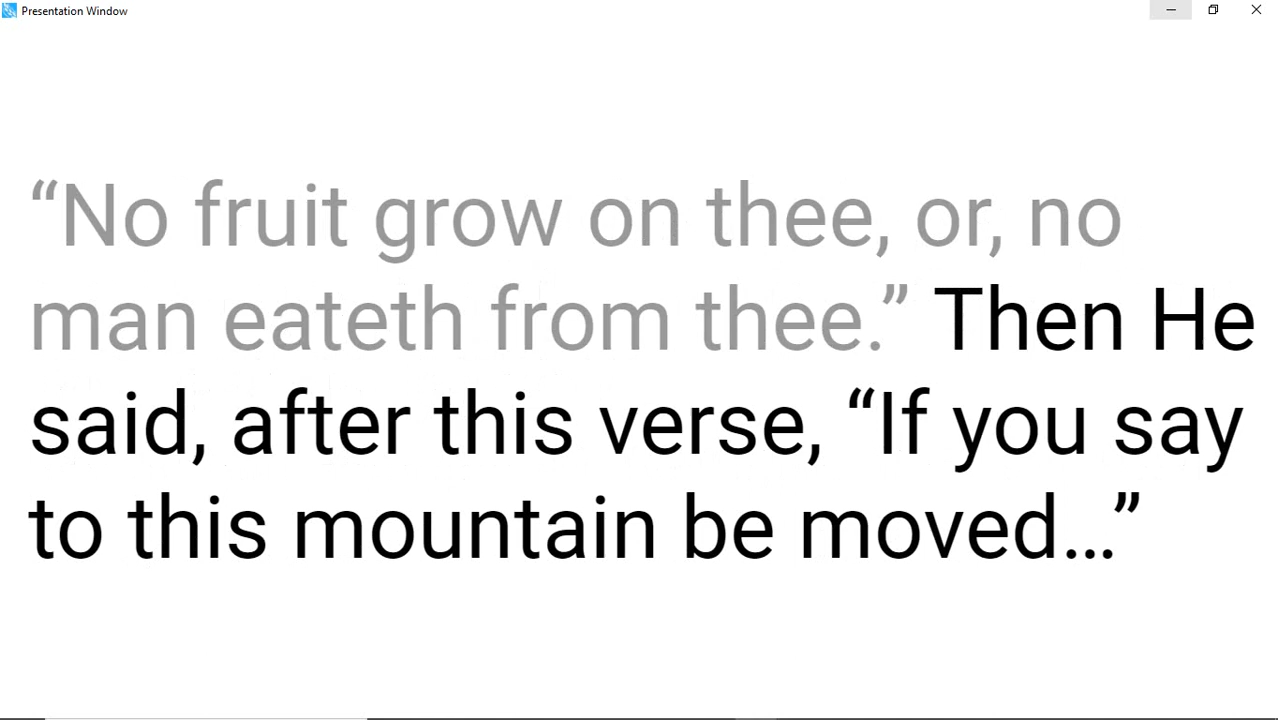 Presentation Window
“No fruit grow on thee, or, no
man eateth from thee.” Then He
said, after this verse, “If you say
to this mountain be moved...”